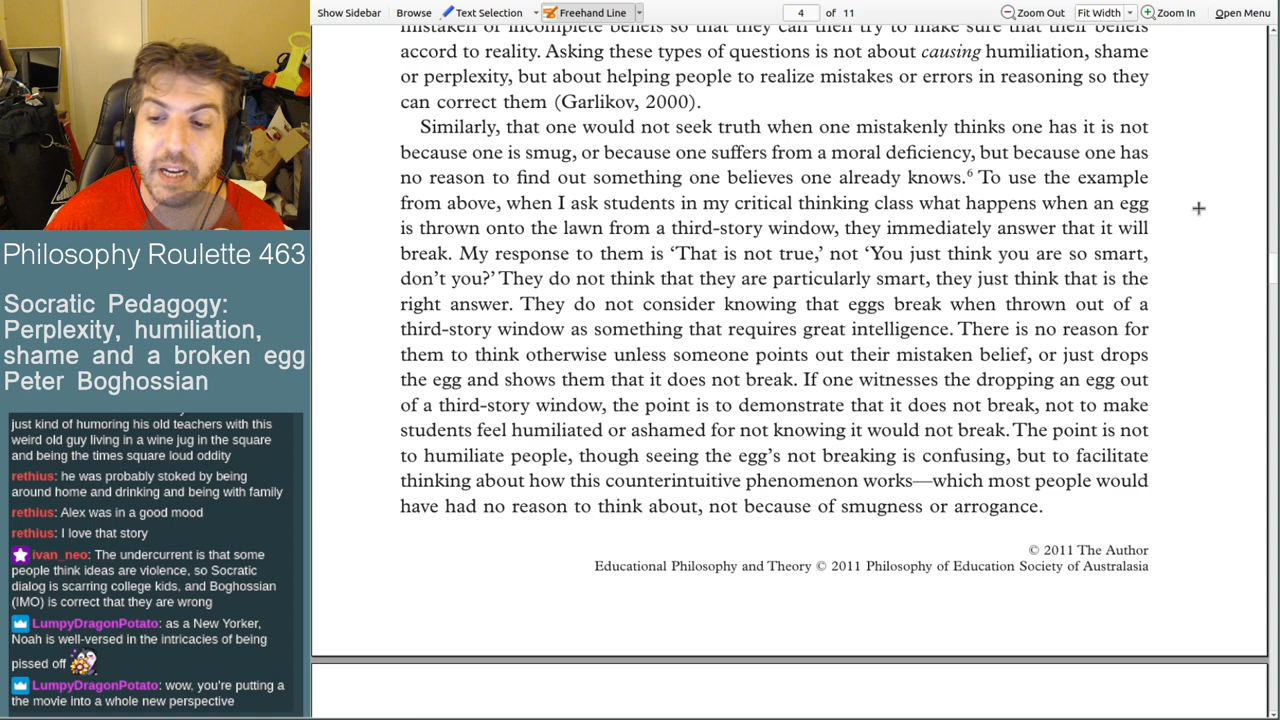 Show Sidebar Browse Text Selection Freehand Line 4 of 11 Zoom Out Fit Width Zoom In Open Menu
mistaken or incomplete beliefs so that they can then try to make sure that their beliefs
accord to reality. Asking these types of questions is not about causing humiliation, shame
or perplexity, but about helping people to realize mistakes or errors in reasoning so they
can correct them (Garlikov, 2000).
Similarly, that one would not seek truth when one mistakenly thinks one has it is not
because one is smug, or because one suffers from a moral deficiency, but because one has
no reason to find out something one believes one already knows.⁶ To use the example
from above, when I ask students in my critical thinking class what happens when an egg
is thrown onto the lawn from a third-story window, they immediately answer that it will
break. My response to them is ‘That is not true,’ not ‘You just think you are so smart,
don’t you?’ They do not think that they are particularly smart, they just think that is the
right answer. They do not consider knowing that eggs break when thrown out of a
third-story window as something that requires great intelligence. There is no reason for
them to think otherwise unless someone points out their mistaken belief, or just drops
the egg and shows them that it does not break. If one witnesses the dropping an egg out
of a third-story window, the point is to demonstrate that it does not break, not to make
students feel humiliated or ashamed for not knowing it would not break. The point is not
to humiliate people, though seeing the egg’s not breaking is confusing, but to facilitate
thinking about how this counterintuitive phenomenon works—which most people would
have had no reason to think about, not because of smugness or arrogance.
© 2011 The Author
Educational Philosophy and Theory © 2011 Philosophy of Education Society of Australasia
Philosophy Roulette 463
Socratic Pedagogy:
Perplexity, humiliation,
shame and a broken egg
Peter Boghossian
just kind of humoring his old teachers with this
weird old guy living in a wine jug in the square
and being the times square loud oddity
rethius: he was probably stoked by being
around home and drinking and being with family
rethius: Alex was in a good mood
rethius: I love that story
ivan_neo: The undercurrent is that some
people think ideas are violence, so Socratic
dialog is scarring college kids, and Boghossian
(IMO) is correct that they are wrong
LumpyDragonPotato: as a New Yorker,
Noah is well-versed in the intricacies of being
pissed off
LumpyDragonPotato: wow, you're putting a
the movie into a whole new perspective